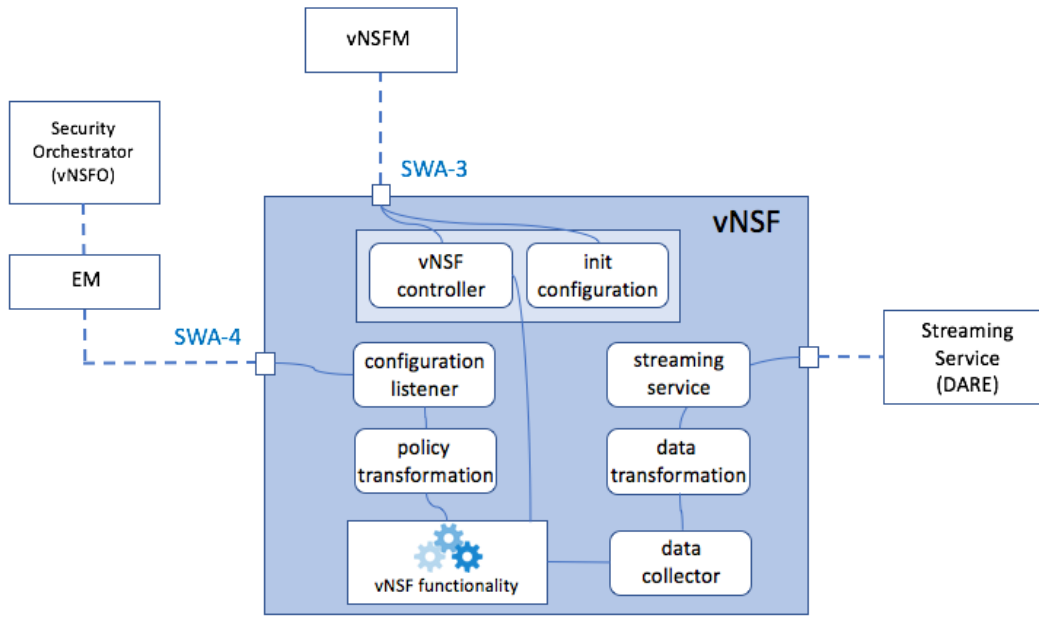 vNSFM
Security
Orchestrator
(vNSFO)
SWA-3
vNSF
vNSF
controller
init
configuration
EM
SWA-4
configuration
listener
streaming
service
Streaming
Service
(DARE)
policy
transformation
data
transformation
vNSF functionality
data
collector